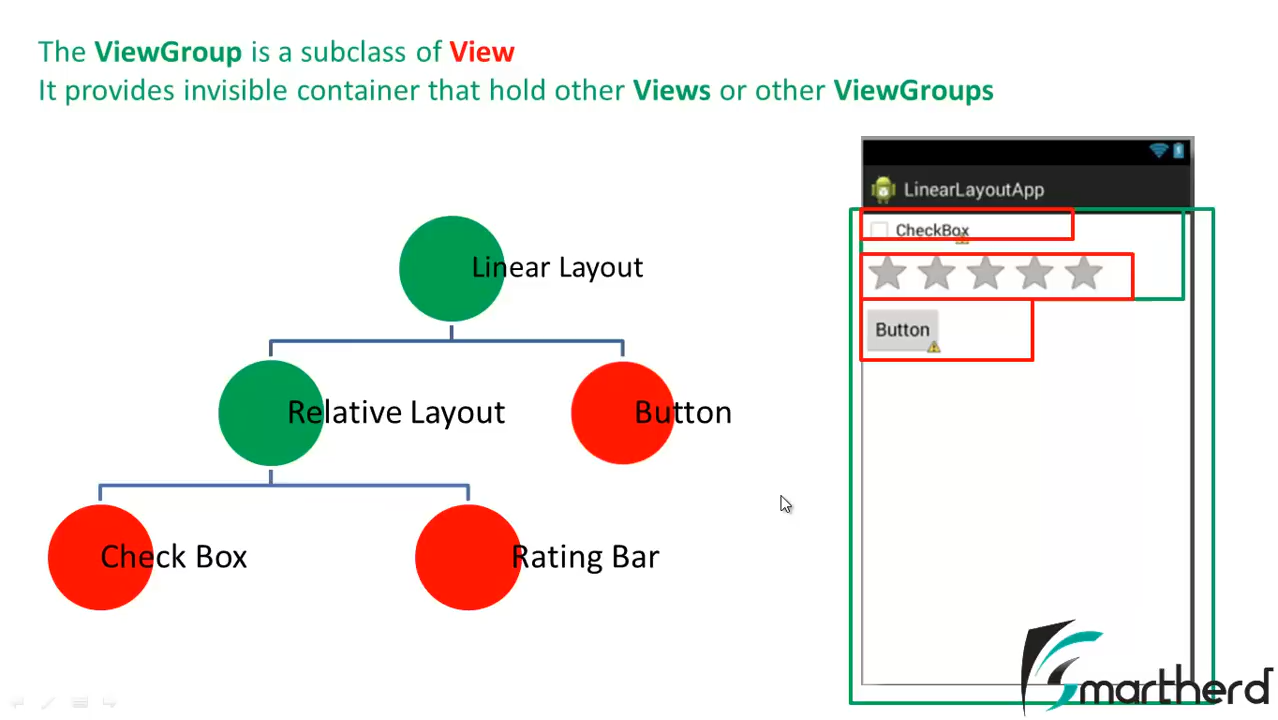 The ViewGroup is a subclass of View
It provides invisible container that hold other Views or other ViewGroups
LinearLayoutApp
CheckBox
Button
Linear Layout
Relative Layout
Button
Check Box
Rating Bar
Smartherd